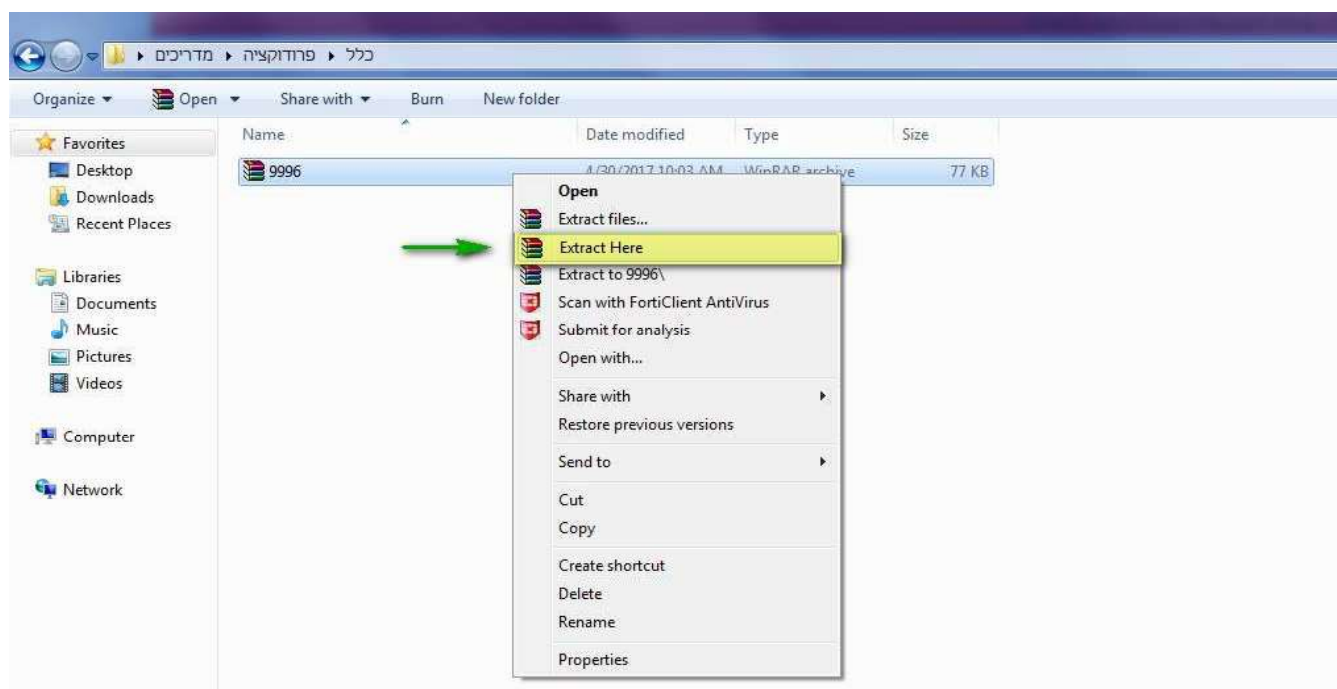 כלל ▸ פרודוקציה ▸ מדריכים
Organize Open Share with Burn New folder
Favorites
Desktop
Downloads
Recent Places
Libraries
Documents
Music
Pictures
Videos
Computer
Network
Name Date modified Type Size
9996 4/30/2017 10:03 AM WinRAR archive 77 KB
Open
Extract files...
Extract Here
Extract to 9996\
Scan with FortiClient AntiVirus
Submit for analysis
Open with...
Share with
Restore previous versions
Send to
Cut
Copy
Create shortcut
Delete
Rename
Properties